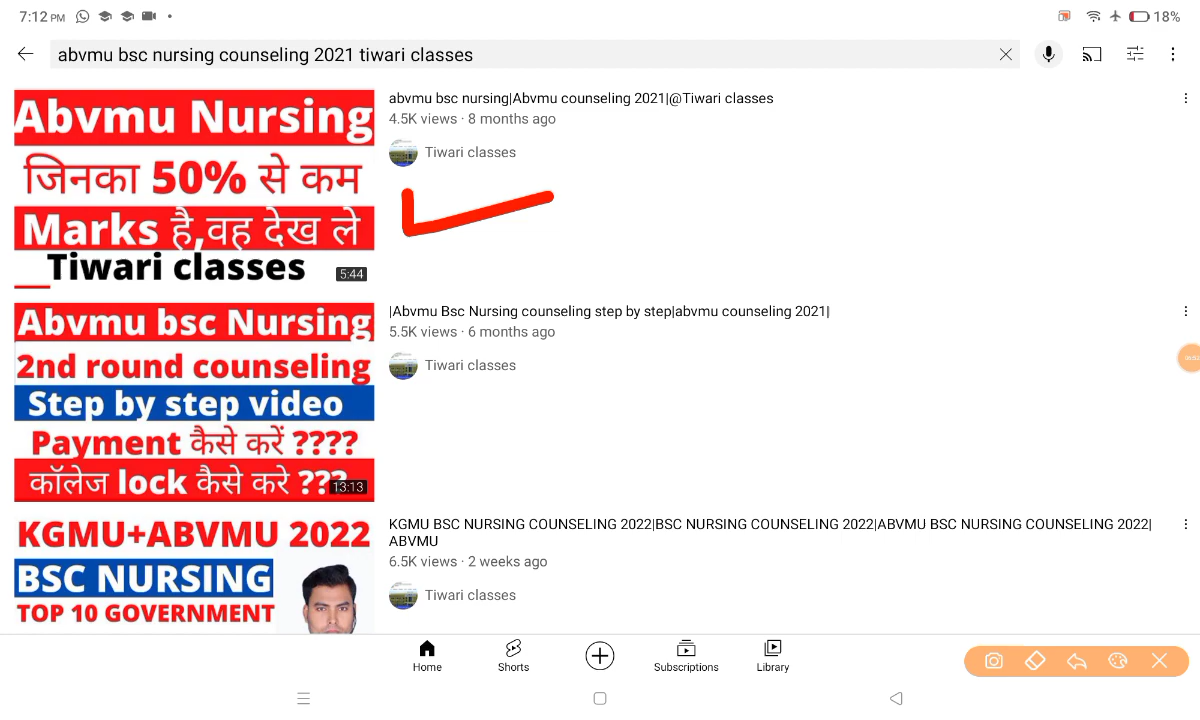 7:12 PM
18%
abvmu bsc nursing counseling 2021 tiwari classes
Abvmu Nursing
जिनका 50% से कम
Marks है,वह देख ले
Tiwari classes
5:44
abvmu bsc nursing|Abvmu counseling 2021|@Tiwari classes
4.5K views · 8 months ago
Tiwari classes
Abvmu bsc Nursing
2nd round counseling
Step by step video
Payment कैसे करें ????
कॉलेज lock कैसे करे ???
13:13
|Abvmu Bsc Nursing counseling step by step|abvmu counseling 2021|
5.5K views · 6 months ago
Tiwari classes
KGMU+ABVMU 2022
BSC NURSING
TOP 10 GOVERNMENT
KGMU BSC NURSING COUNSELING 2022|BSC NURSING COUNSELING 2022|ABVMU BSC NURSING COUNSELING 2022|
ABVMU
6.5K views · 2 weeks ago
Tiwari classes
Home
Shorts
Subscriptions
Library